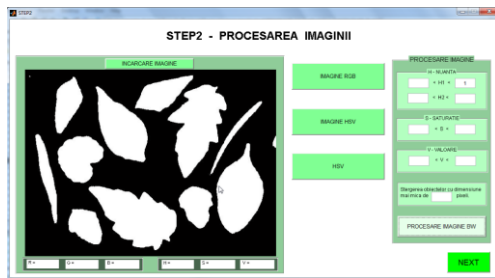 STEP2
STEP2 - PROCESAREA IMAGINII
INCARCARE IMAGINE
IMAGINE RGB
IMAGINE HSV
HSV
PROCESARE IMAGINE
H - NUANTA
< H1 < 1
< H2 <
S - SATURATIE
< S <
V - VALOARE
< V <
Stergerea obiectelor cu dimensiune
mai mica de pixeli
PROCESARE IMAGINE BW
R = G = B = H = S = V =
NEXT